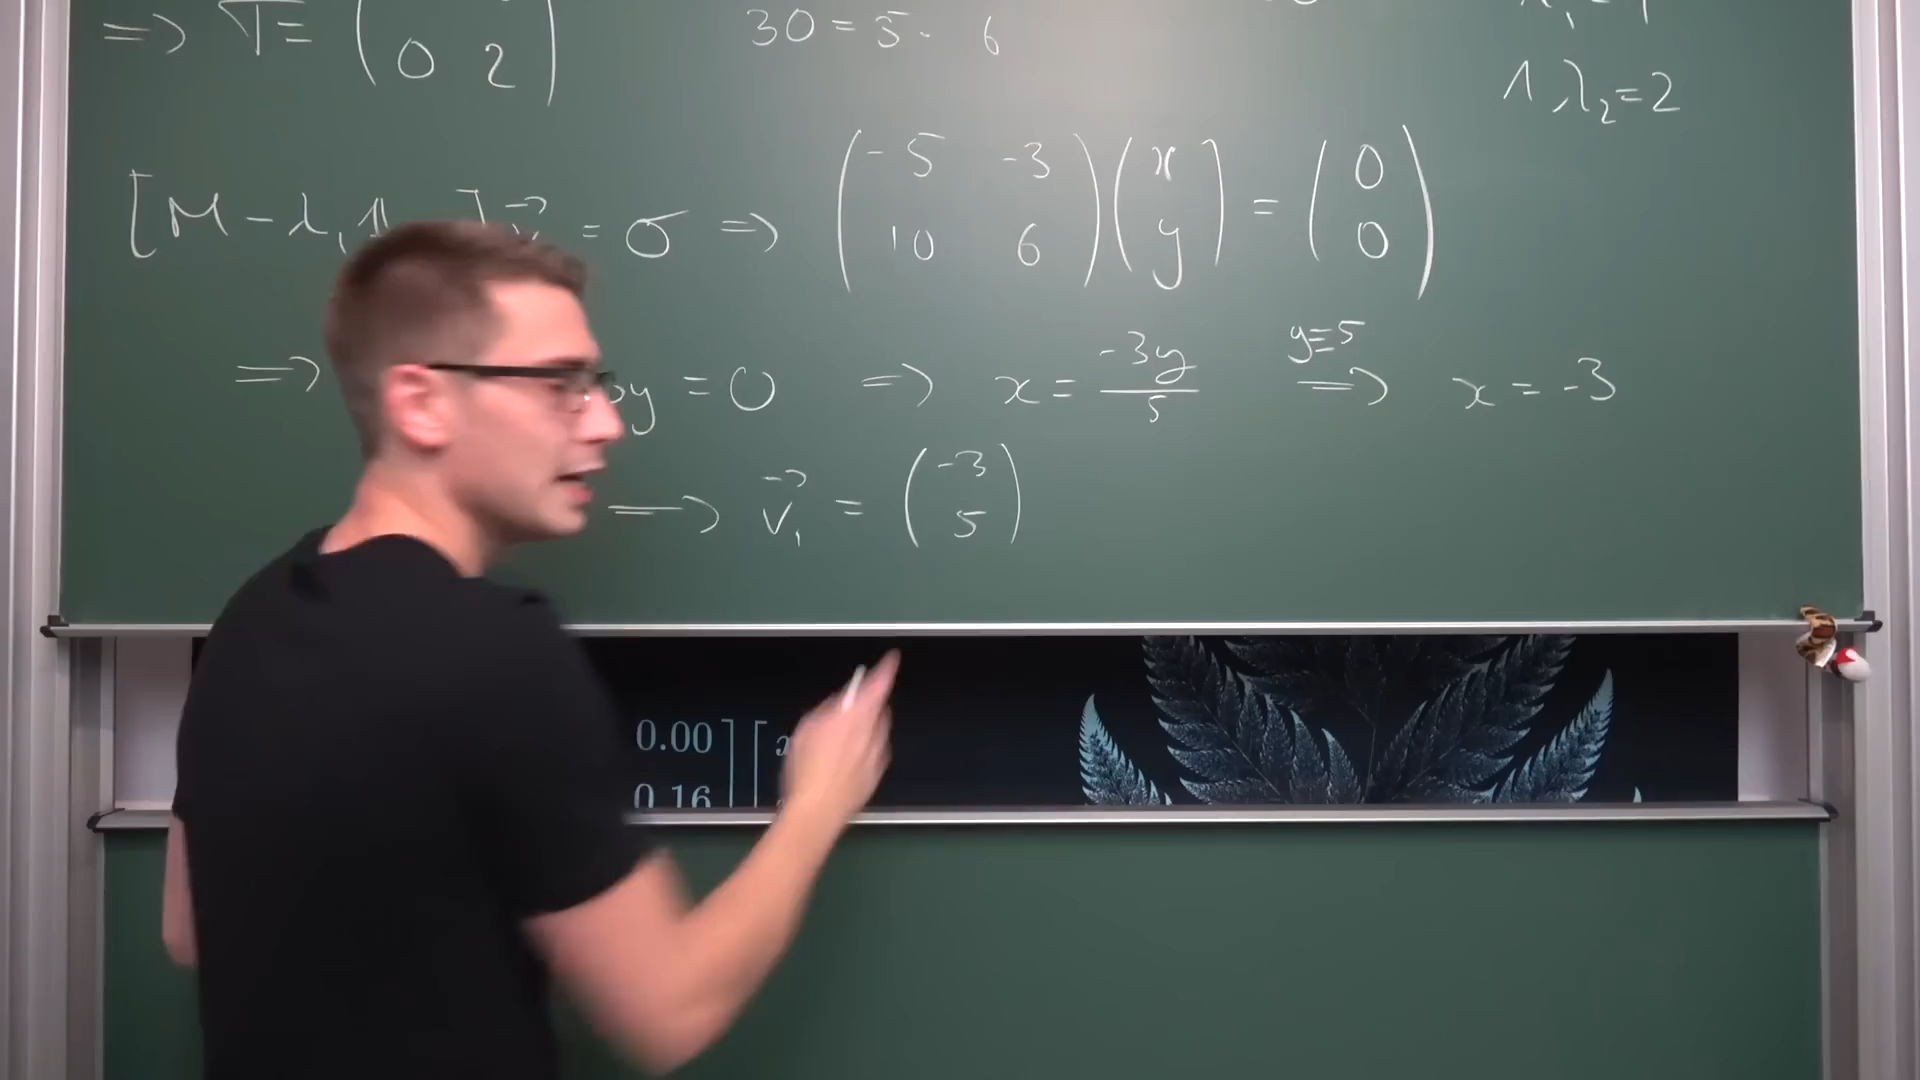 ⇒ T = ( 0 2 )
30 = 5 · 6
∧ λ₂ = 2
[M − λ₁ 𝟙 ] v⃗ = σ ⇒ ( -5 -3 ; 10 6 ) ( x ; y ) = ( 0 ; 0 )
⇒ y = 0 ⇒ x = -3y / 5 ⇒ (y = 5) x = -3
⟹ v⃗₁ = ( -3 ; 5 )
0.00 ] [
0.16 ] [